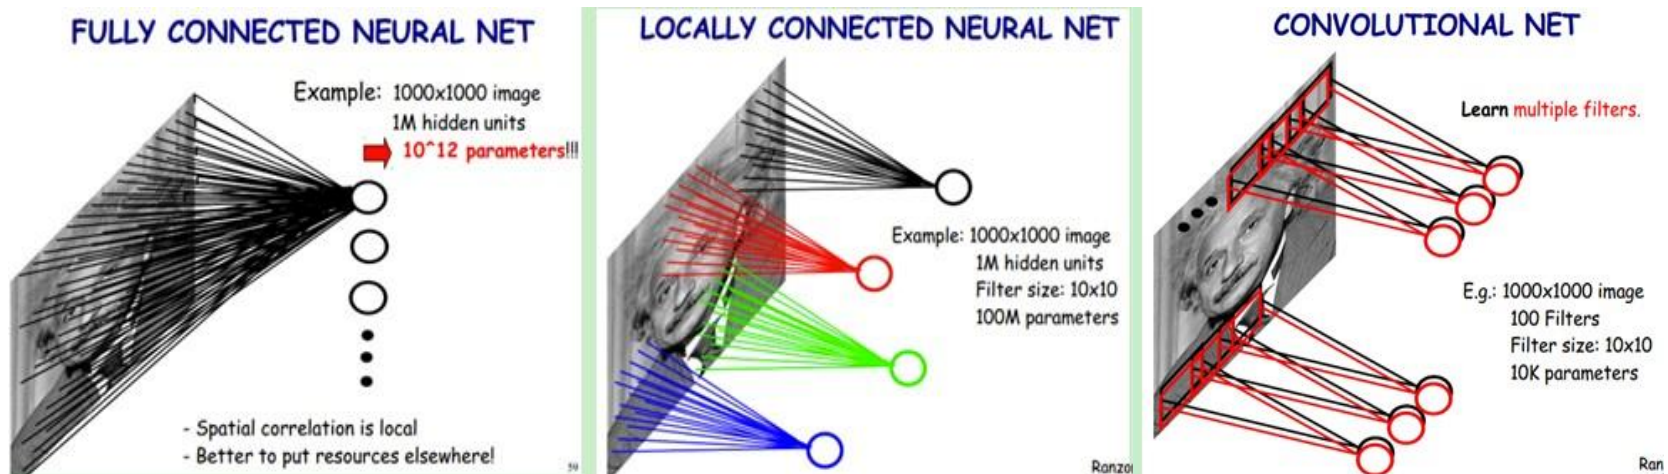 FULLY CONNECTED NEURAL NET
Example: 1000x1000 image
1M hidden units
10^12 parameters!!!
- Spatial correlation is local
- Better to put resources elsewhere!
59
LOCALLY CONNECTED NEURAL NET
Example: 1000x1000 image
1M hidden units
Filter size: 10x10
100M parameters
Ranzo
CONVOLUTIONAL NET
Learn multiple filters.
E.g.: 1000x1000 image
100 Filters
Filter size: 10x10
10K parameters
Ran